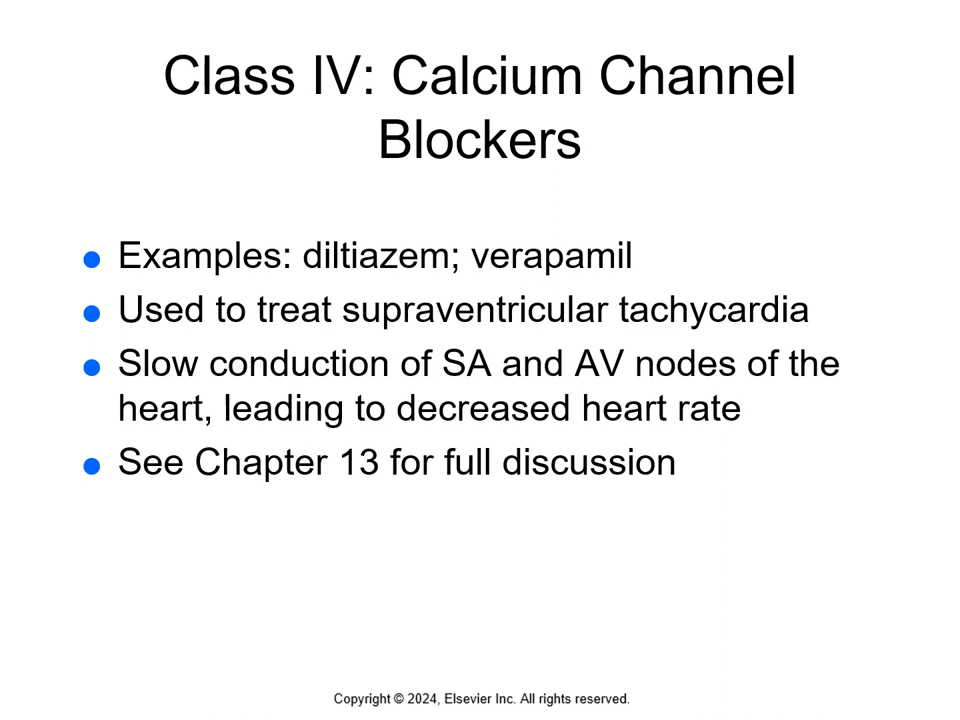 Class IV: Calcium Channel
Blockers
● Examples: diltiazem; verapamil
● Used to treat supraventricular tachycardia
● Slow conduction of SA and AV nodes of the
heart, leading to decreased heart rate
● See Chapter 13 for full discussion
Copyright © 2024, Elsevier Inc. All rights reserved.